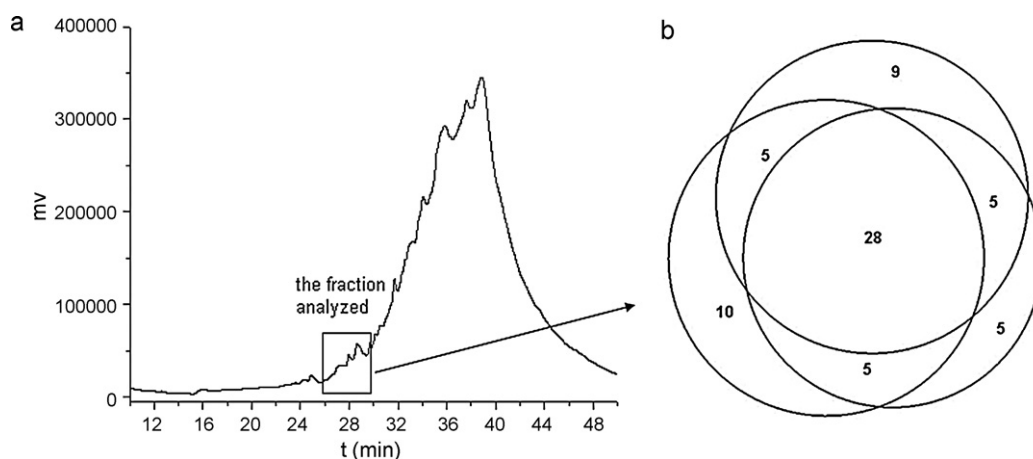 a
400000
300000
200000
100000
0
mv
the fraction
analyzed
12 16 20 24 28 32 36 40 44 48
t (min)
b
9
5
5
28
10
5
5